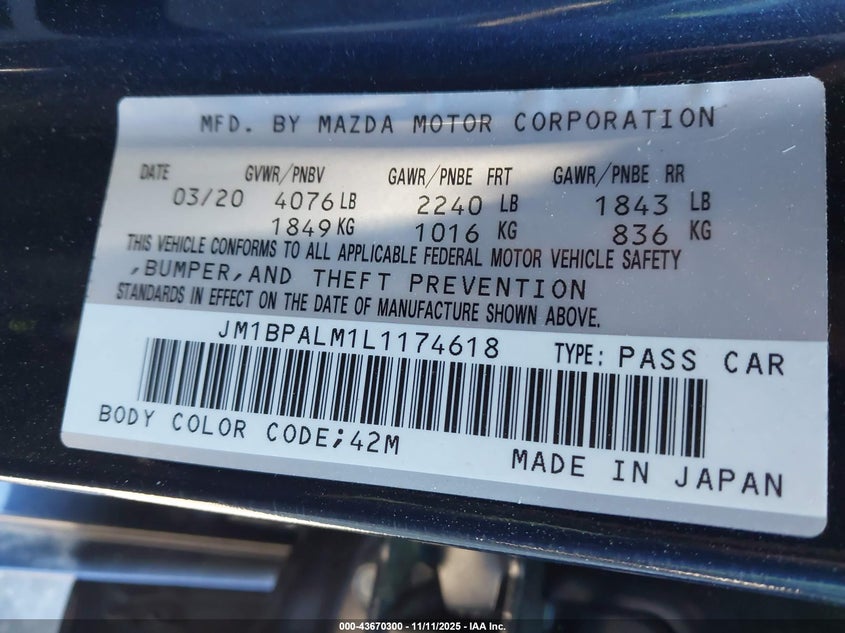 MFD. BY MAZDA MOTOR CORPORATION
DATE GVWR/PNBV GAWR/PNBE FRT GAWR/PNBE RR
03/20 4076 LB 2240 LB 1843 LB
1849 KG 1016 KG 836 KG
THIS VEHICLE CONFORMS TO ALL APPLICABLE FEDERAL MOTOR VEHICLE SAFETY
,BUMPER,AND THEFT PREVENTION
STANDARDS IN EFFECT ON THE DATE OF MANUFACTURE SHOWN ABOVE.
JM1BPALM1L1174618 TYPE: PASS CAR
BODY COLOR CODE;42M
MADE IN JAPAN
000-43670300 - 11/11/2025 - IAA Inc.